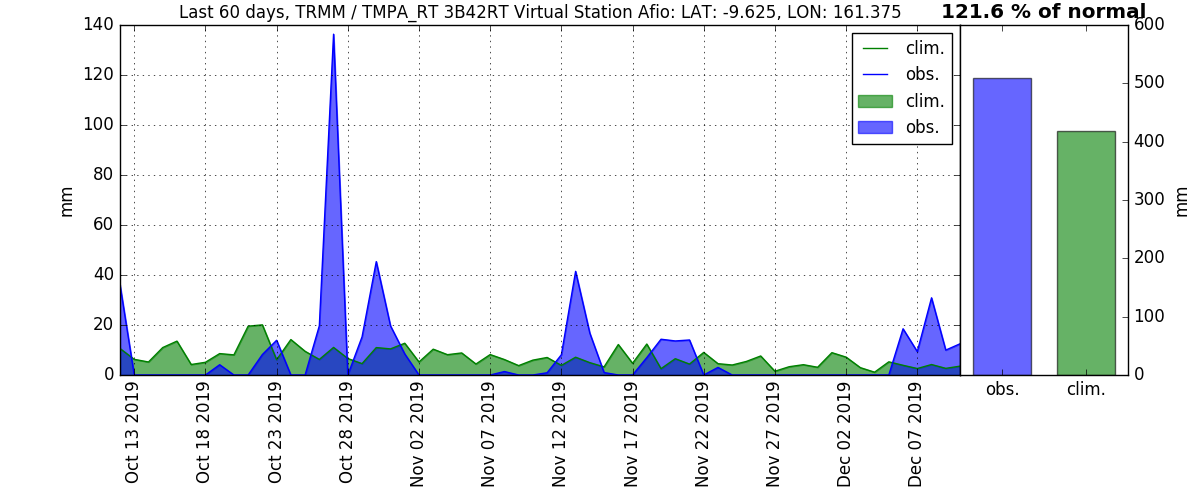 Last 60 days, TRMM / TMPA_RT 3B42RT Virtual Station Afio: LAT: -9.625, LON: 161.375
121.6 % of normal
140
120
100
80
60
40
20
0
mm
clim.
obs.
clim.
obs.
600
500
400
300
200
100
0
mm
Oct 13 2019
Oct 18 2019
Oct 23 2019
Oct 28 2019
Nov 02 2019
Nov 07 2019
Nov 12 2019
Nov 17 2019
Nov 22 2019
Nov 27 2019
Dec 02 2019
Dec 07 2019
obs.
clim.